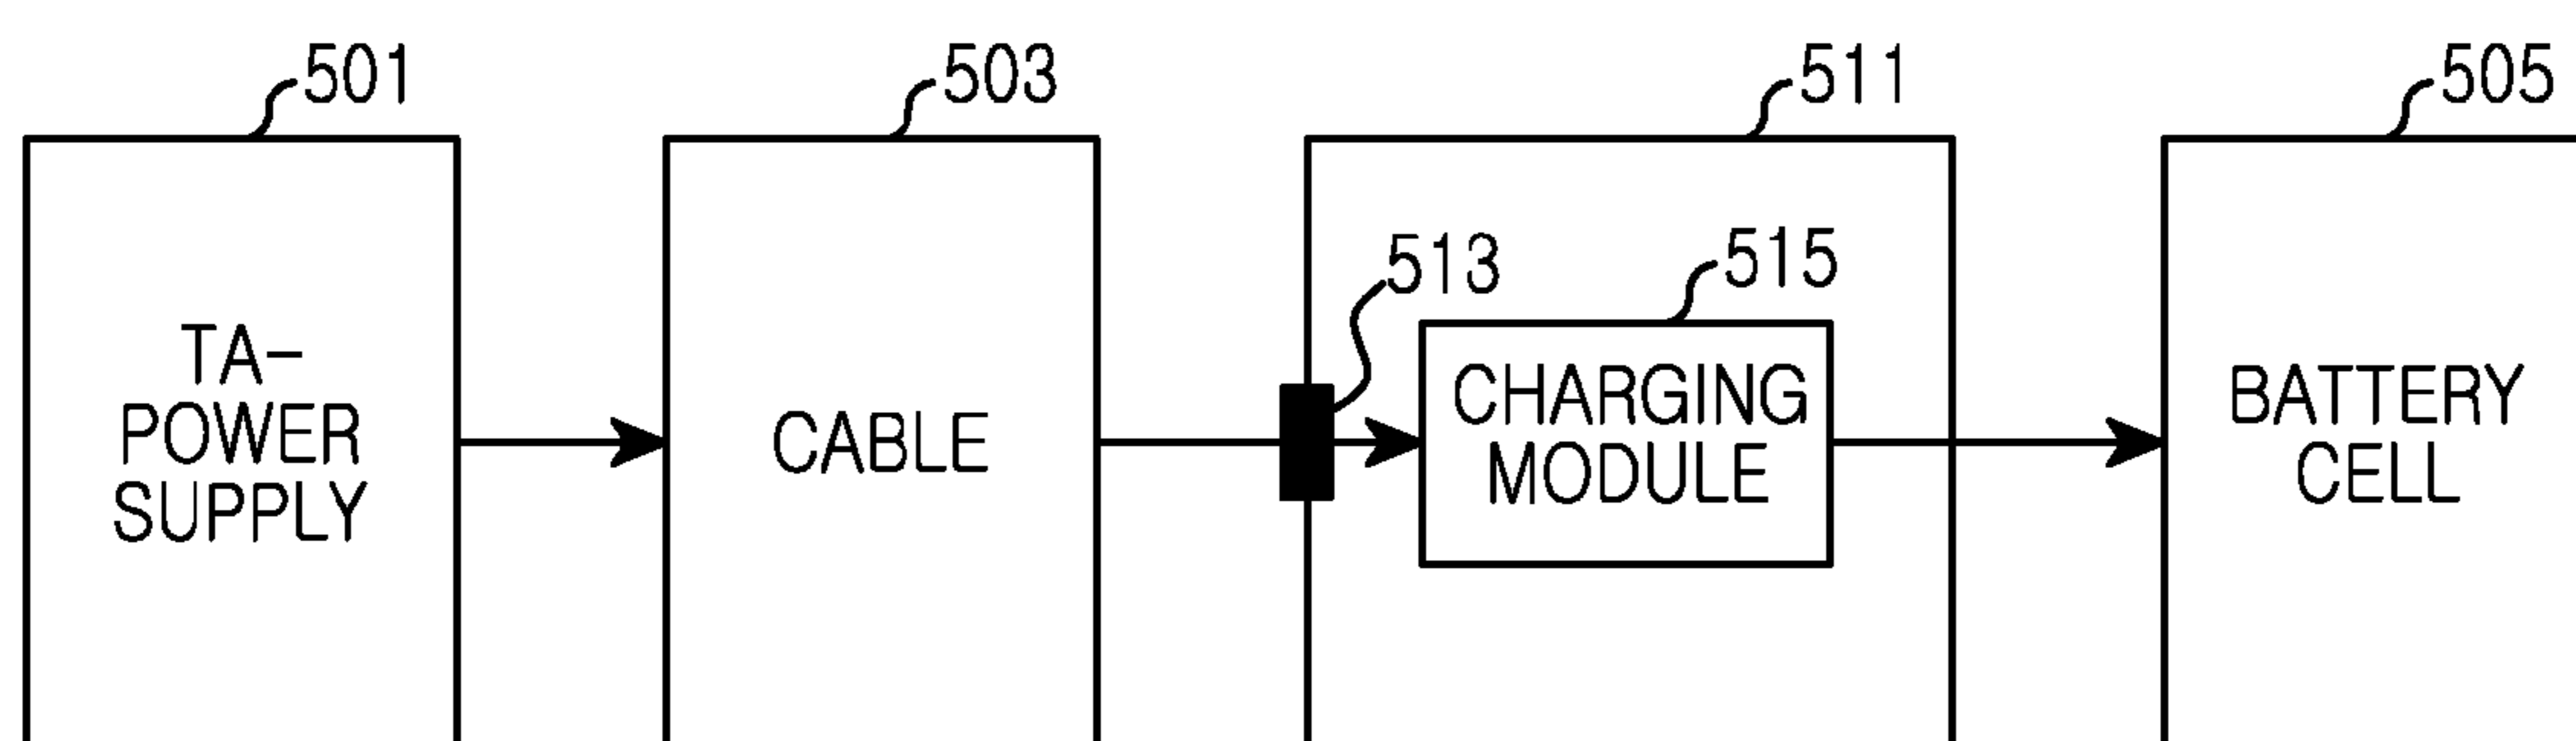 501
503
511
505
513
515
TA-
POWER
SUPPLY
CABLE
CHARGING
MODULE
BATTERY
CELL